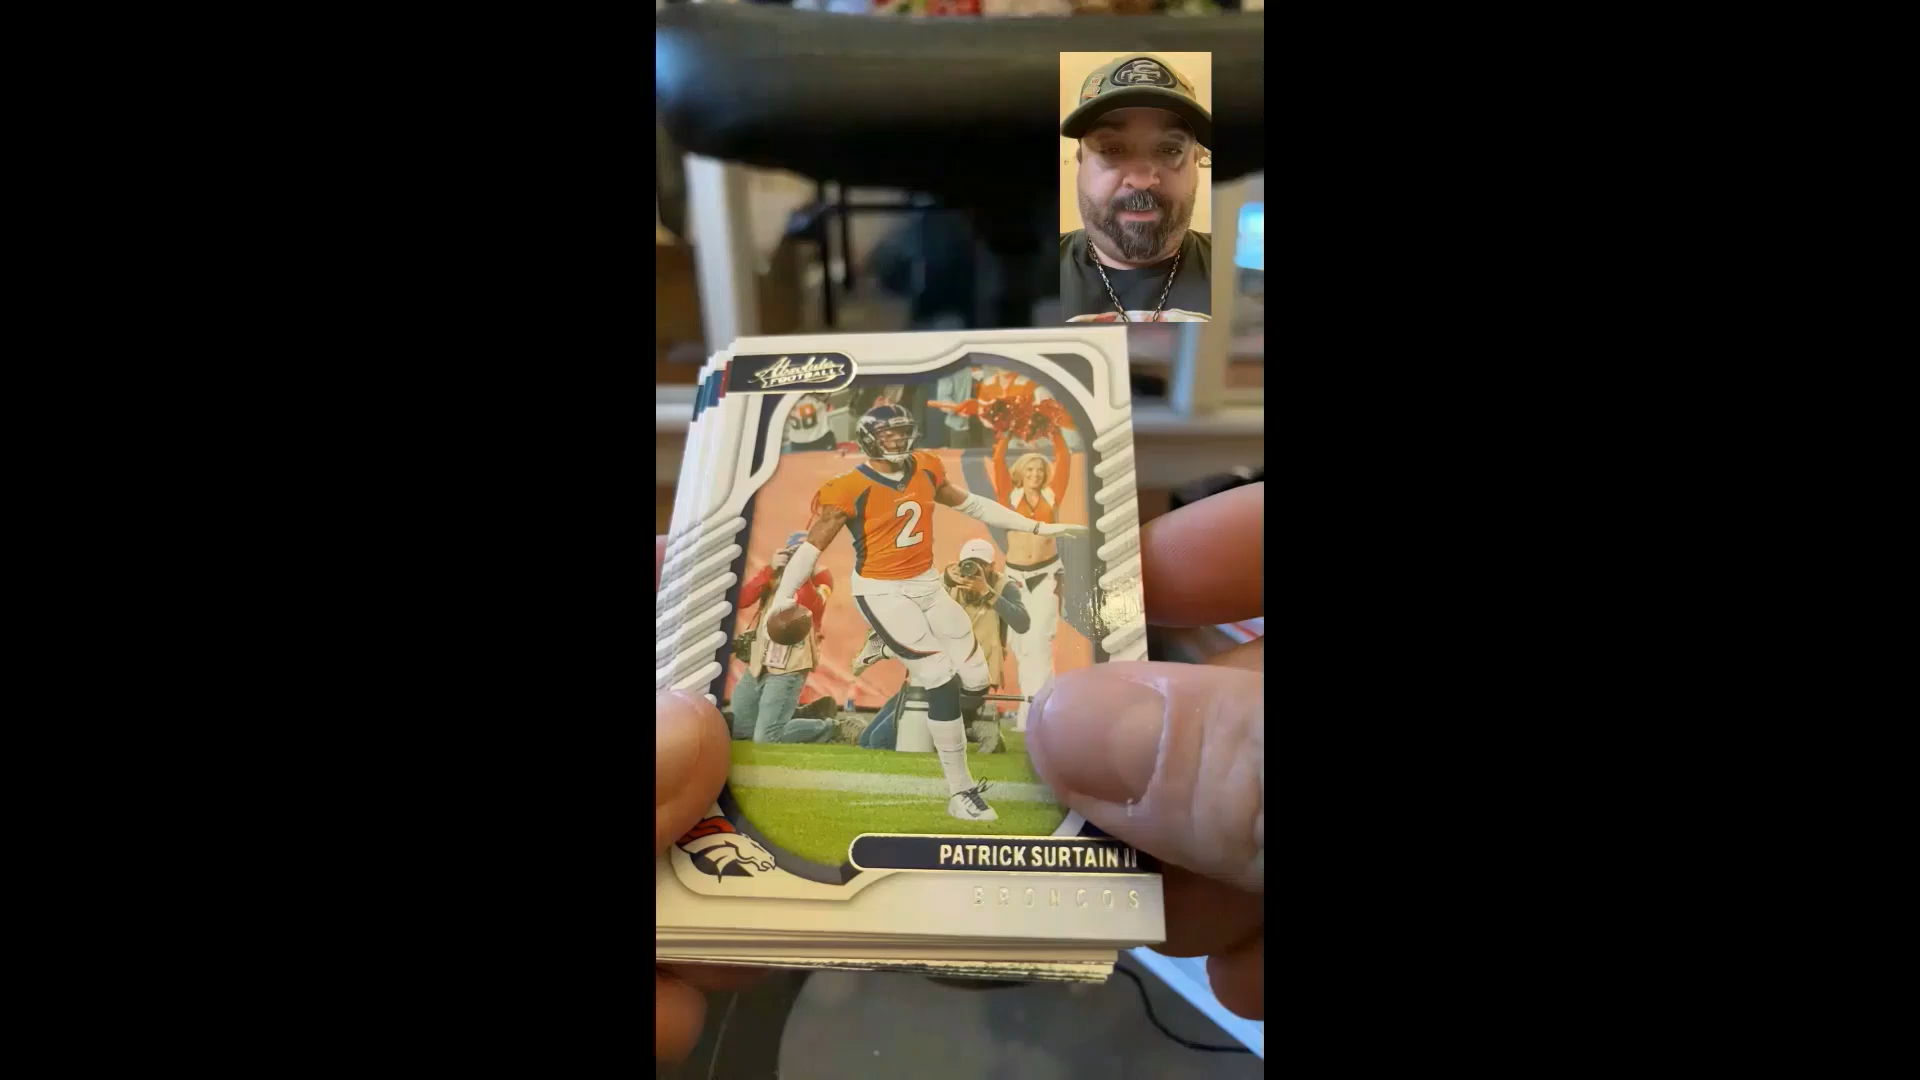 Absolute
FOOTBALL
2
PATRICK SURTAIN II
BRONCOS